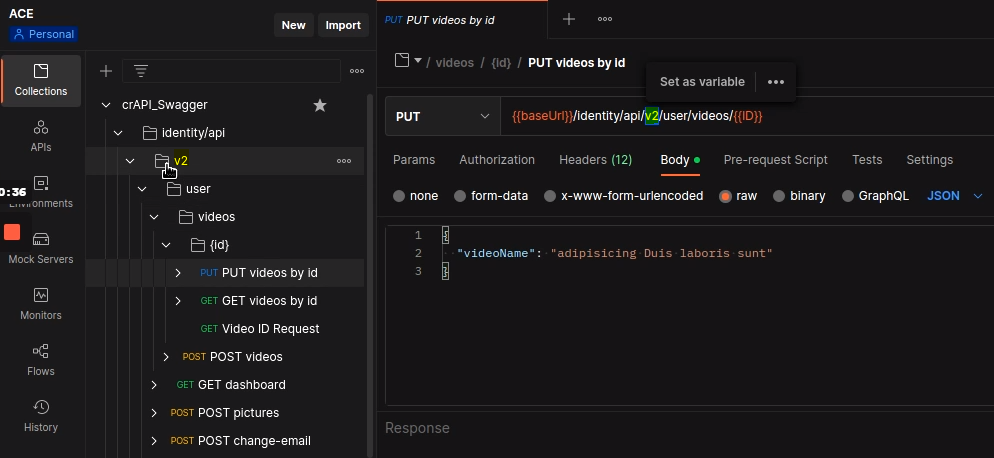 ACE
Personal
New
Import
Collections
APIs
Environments
Mock Servers
Monitors
Flows
History
0:36
crAPI_Swagger
identity/api
v2
user
videos
{id}
PUT PUT videos by id
GET GET videos by id
GET Video ID Request
POST POST videos
GET GET dashboard
POST POST pictures
POST POST change-email
PUT PUT videos by id
/ videos / {id} / PUT videos by id
Set as variable
PUT
{{baseUrl}}/identity/api/v2/user/videos/{{ID}}
Params Authorization Headers (12) Body Pre-request Script Tests Settings
none form-data x-www-form-urlencoded raw binary GraphQL JSON
1 {
2 "videoName": "adipisicing Duis laboris sunt"
3 }
Response